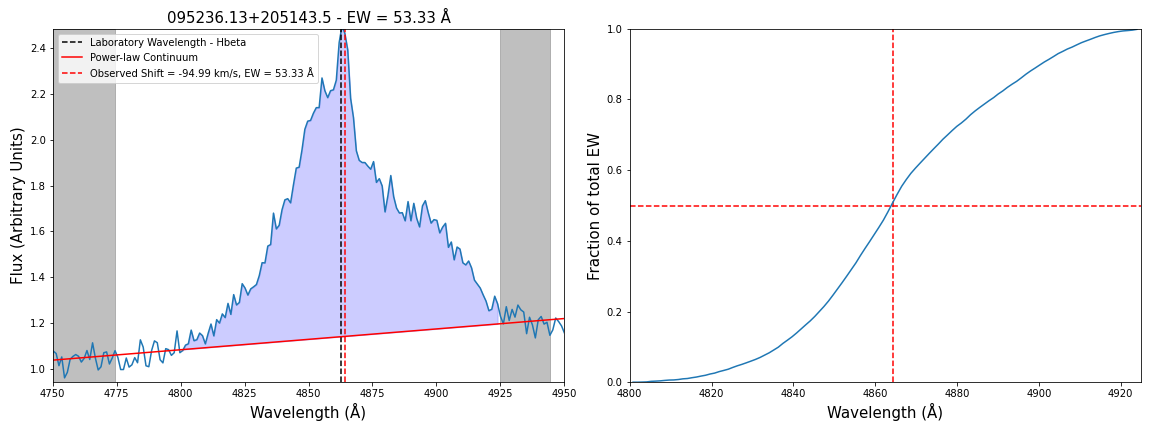 095236.13+205143.5 - EW = 53.33 Å
Laboratory Wavelength - Hbeta
Power-law Continuum
Observed Shift = -94.99 km/s, EW = 53.33 Å
Flux (Arbitrary Units)
2.4
2.2
2.0
1.8
1.6
1.4
1.2
1.0
4750 4775 4800 4825 4850 4875 4900 4925 4950
Wavelength (Å)
Fraction of total EW
1.0
0.8
0.6
0.4
0.2
0.0
4800 4820 4840 4860 4880 4900 4920
Wavelength (Å)